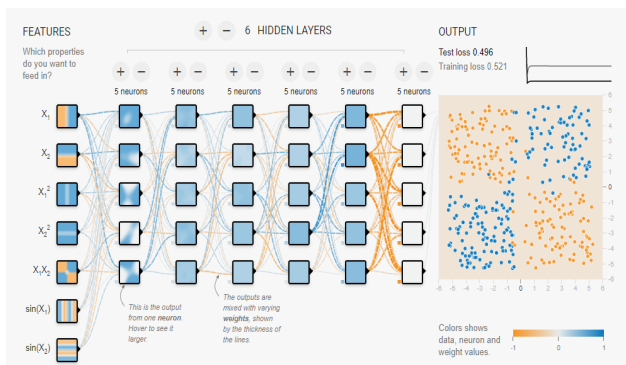 FEATURES
Which properties
do you want to
feed in?
+ − 6 HIDDEN LAYERS
+ − + − + − + − + − + −
5 neurons 5 neurons 5 neurons 5 neurons 5 neurons 5 neurons
X₁
X₂
X₁²
X₂²
X₁X₂
sin(X₁)
sin(X₂)
This is the output
from one neuron.
Hover to see it
larger.
The outputs are
mixed with varying
weights, shown
by the thickness of
the lines.
OUTPUT
Test loss 0.496
Training loss 0.521
6
5
4
3
2
1
0
-1
-2
-3
-4
-5
-6
-6 -5 -4 -3 -2 -1 0 1 2 3 4 5 6
Colors shows
data, neuron and
weight values.
-1 0 1